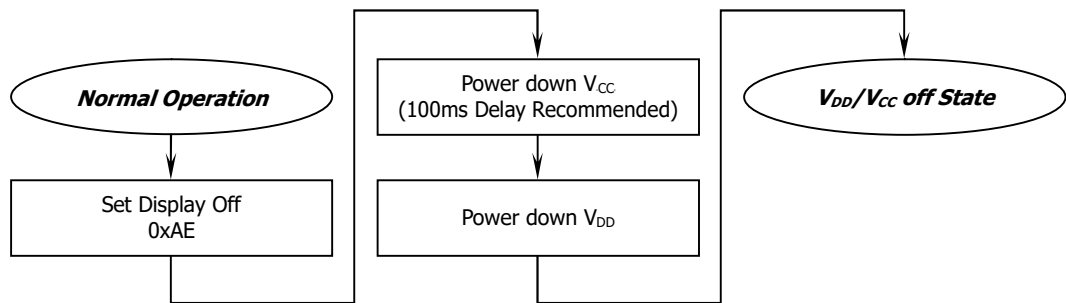 Normal Operation
Set Display Off
0xAE
Power down VCC
(100ms Delay Recommended)
Power down VDD
VDD/VCC off State